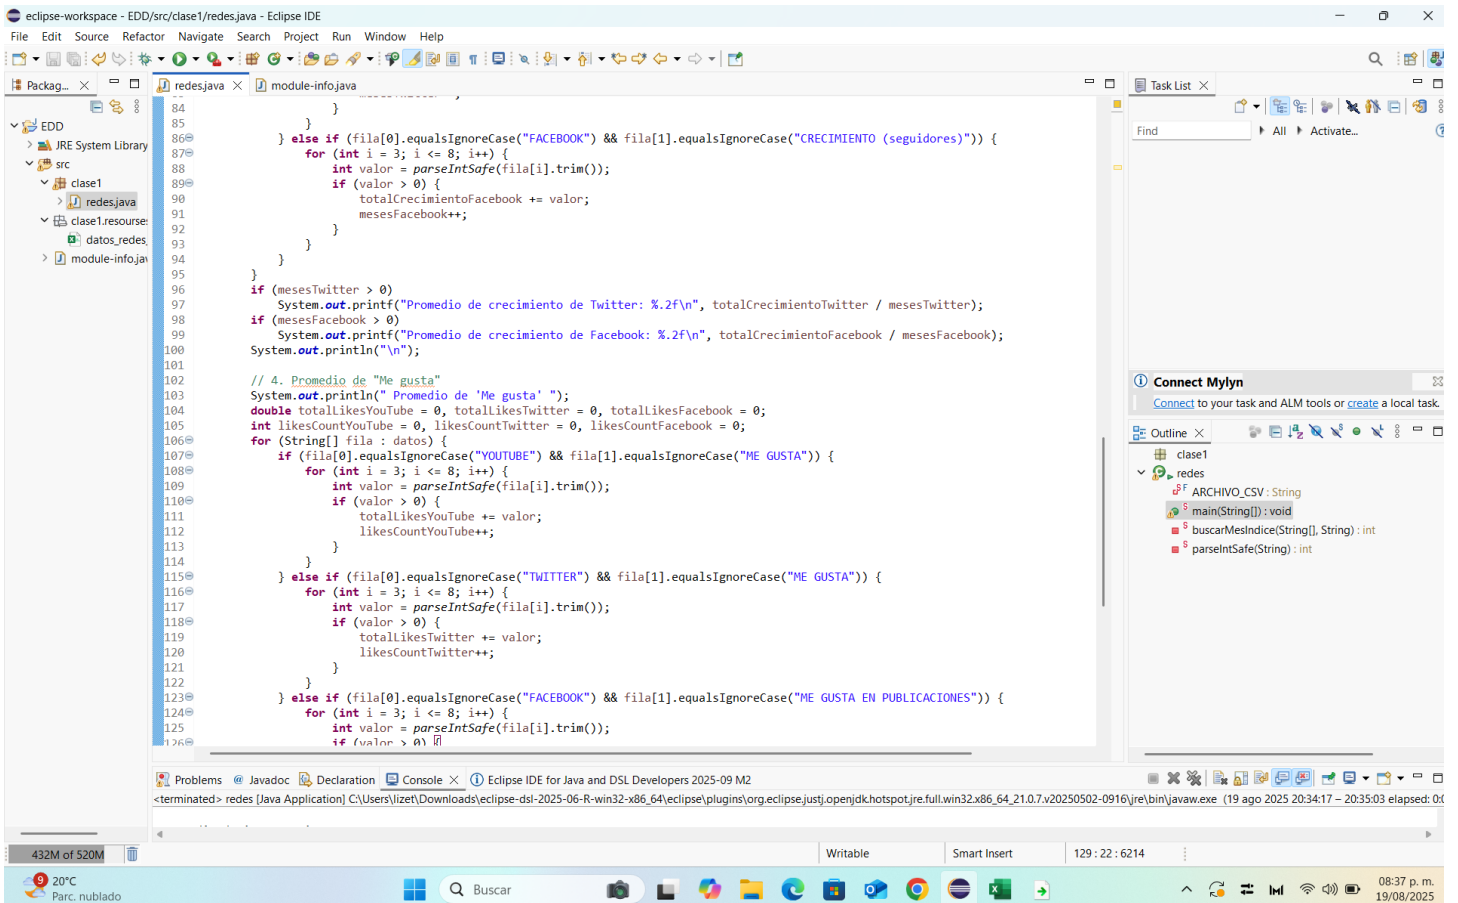 eclipse-workspace - EDD/src/clase1/redes.java - Eclipse IDE
File Edit Source Refactor Navigate Search Project Run Window Help
Packag...
redes.java
module-info.java
Task List
EDD
JRE System Library
src
clase1
redes.java
clase1.resourses
datos_redes_
module-info.jav
84 }
85 }
86 } else if (fila[0].equalsIgnoreCase("FACEBOOK") && fila[1].equalsIgnoreCase("CRECIMIENTO (seguidores)")) {
87 for (int i = 3; i <= 8; i++) {
88 int valor = parseIntSafe(fila[i].trim());
89 if (valor > 0) {
90 totalCrecimientoFacebook += valor;
91 mesesFacebook++;
92 }
93 }
94 }
95 }
96 if (mesesTwitter > 0)
97 System.out.printf("Promedio de crecimiento de Twitter: %.2f\n", totalCrecimientoTwitter / mesesTwitter);
98 if (mesesFacebook > 0)
99 System.out.printf("Promedio de crecimiento de Facebook: %.2f\n", totalCrecimientoFacebook / mesesFacebook);
100 System.out.println("\n");
101
102 // 4. Promedio de "Me gusta"
103 System.out.println(" Promedio de 'Me gusta' ");
104 double totalLikesYouTube = 0, totalLikesTwitter = 0, totalLikesFacebook = 0;
105 int likesCountYouTube = 0, likesCountTwitter = 0, likesCountFacebook = 0;
106 for (String[] fila : datos) {
107 if (fila[0].equalsIgnoreCase("YOUTUBE") && fila[1].equalsIgnoreCase("ME GUSTA")) {
108 for (int i = 3; i <= 8; i++) {
109 int valor = parseIntSafe(fila[i].trim());
110 if (valor > 0) {
111 totalLikesYouTube += valor;
112 likesCountYouTube++;
113 }
114 }
115 } else if (fila[0].equalsIgnoreCase("TWITTER") && fila[1].equalsIgnoreCase("ME GUSTA")) {
116 for (int i = 3; i <= 8; i++) {
117 int valor = parseIntSafe(fila[i].trim());
118 if (valor > 0) {
119 totalLikesTwitter += valor;
120 likesCountTwitter++;
121 }
122 }
123 } else if (fila[0].equalsIgnoreCase("FACEBOOK") && fila[1].equalsIgnoreCase("ME GUSTA EN PUBLICACIONES")) {
124 for (int i = 3; i <= 8; i++) {
125 int valor = parseIntSafe(fila[i].trim());
126 if (valor > 0) {
Find All Activate...
Connect Mylyn
Connect to your task and ALM tools or create a local task.
Outline
clase1
redes
ARCHIVO_CSV : String
main(String[]) : void
buscarMesIndice(String[], String) : int
parseIntSafe(String) : int
Problems Javadoc Declaration Console Eclipse IDE for Java and DSL Developers 2025-09 M2
<terminated> redes [Java Application] C:\Users\lizet\Downloads\eclipse-dsl-2025-06-R-win32-x86_64\eclipse\plugins\org.eclipse.justj.openjdk.hotspot.jre.full.win32.x86_64_21.0.7.v20250502-0916\jre\bin\javaw.exe (19 ago 2025 20:34:17 – 20:35:03 elapsed: 0:0
432M of 520M
Writable
Smart Insert
129 : 22 : 6214
9
20°C
Parc. nublado
Buscar
08:37 p. m.
19/08/2025